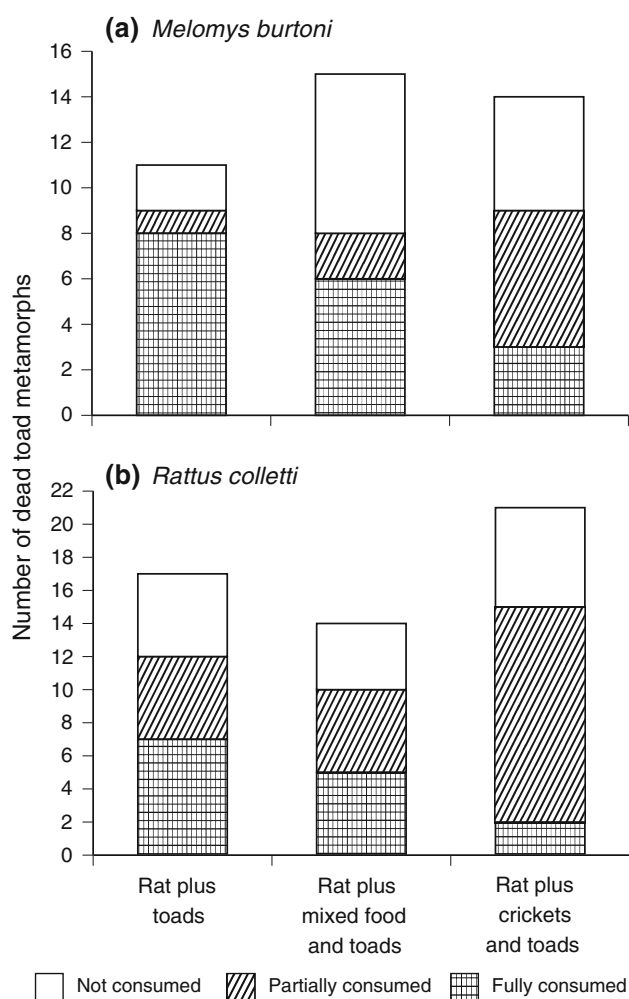 (a) Melomys burtoni
16
14
12
10
8
6
4
2
0
Number of dead toad metamorphs
(b) Rattus colletti
22
20
18
16
14
12
10
8
6
4
2
0
Rat plus
toads
Rat plus
mixed food
and toads
Rat plus
crickets
and toads
Not consumed Partially consumed Fully consumed